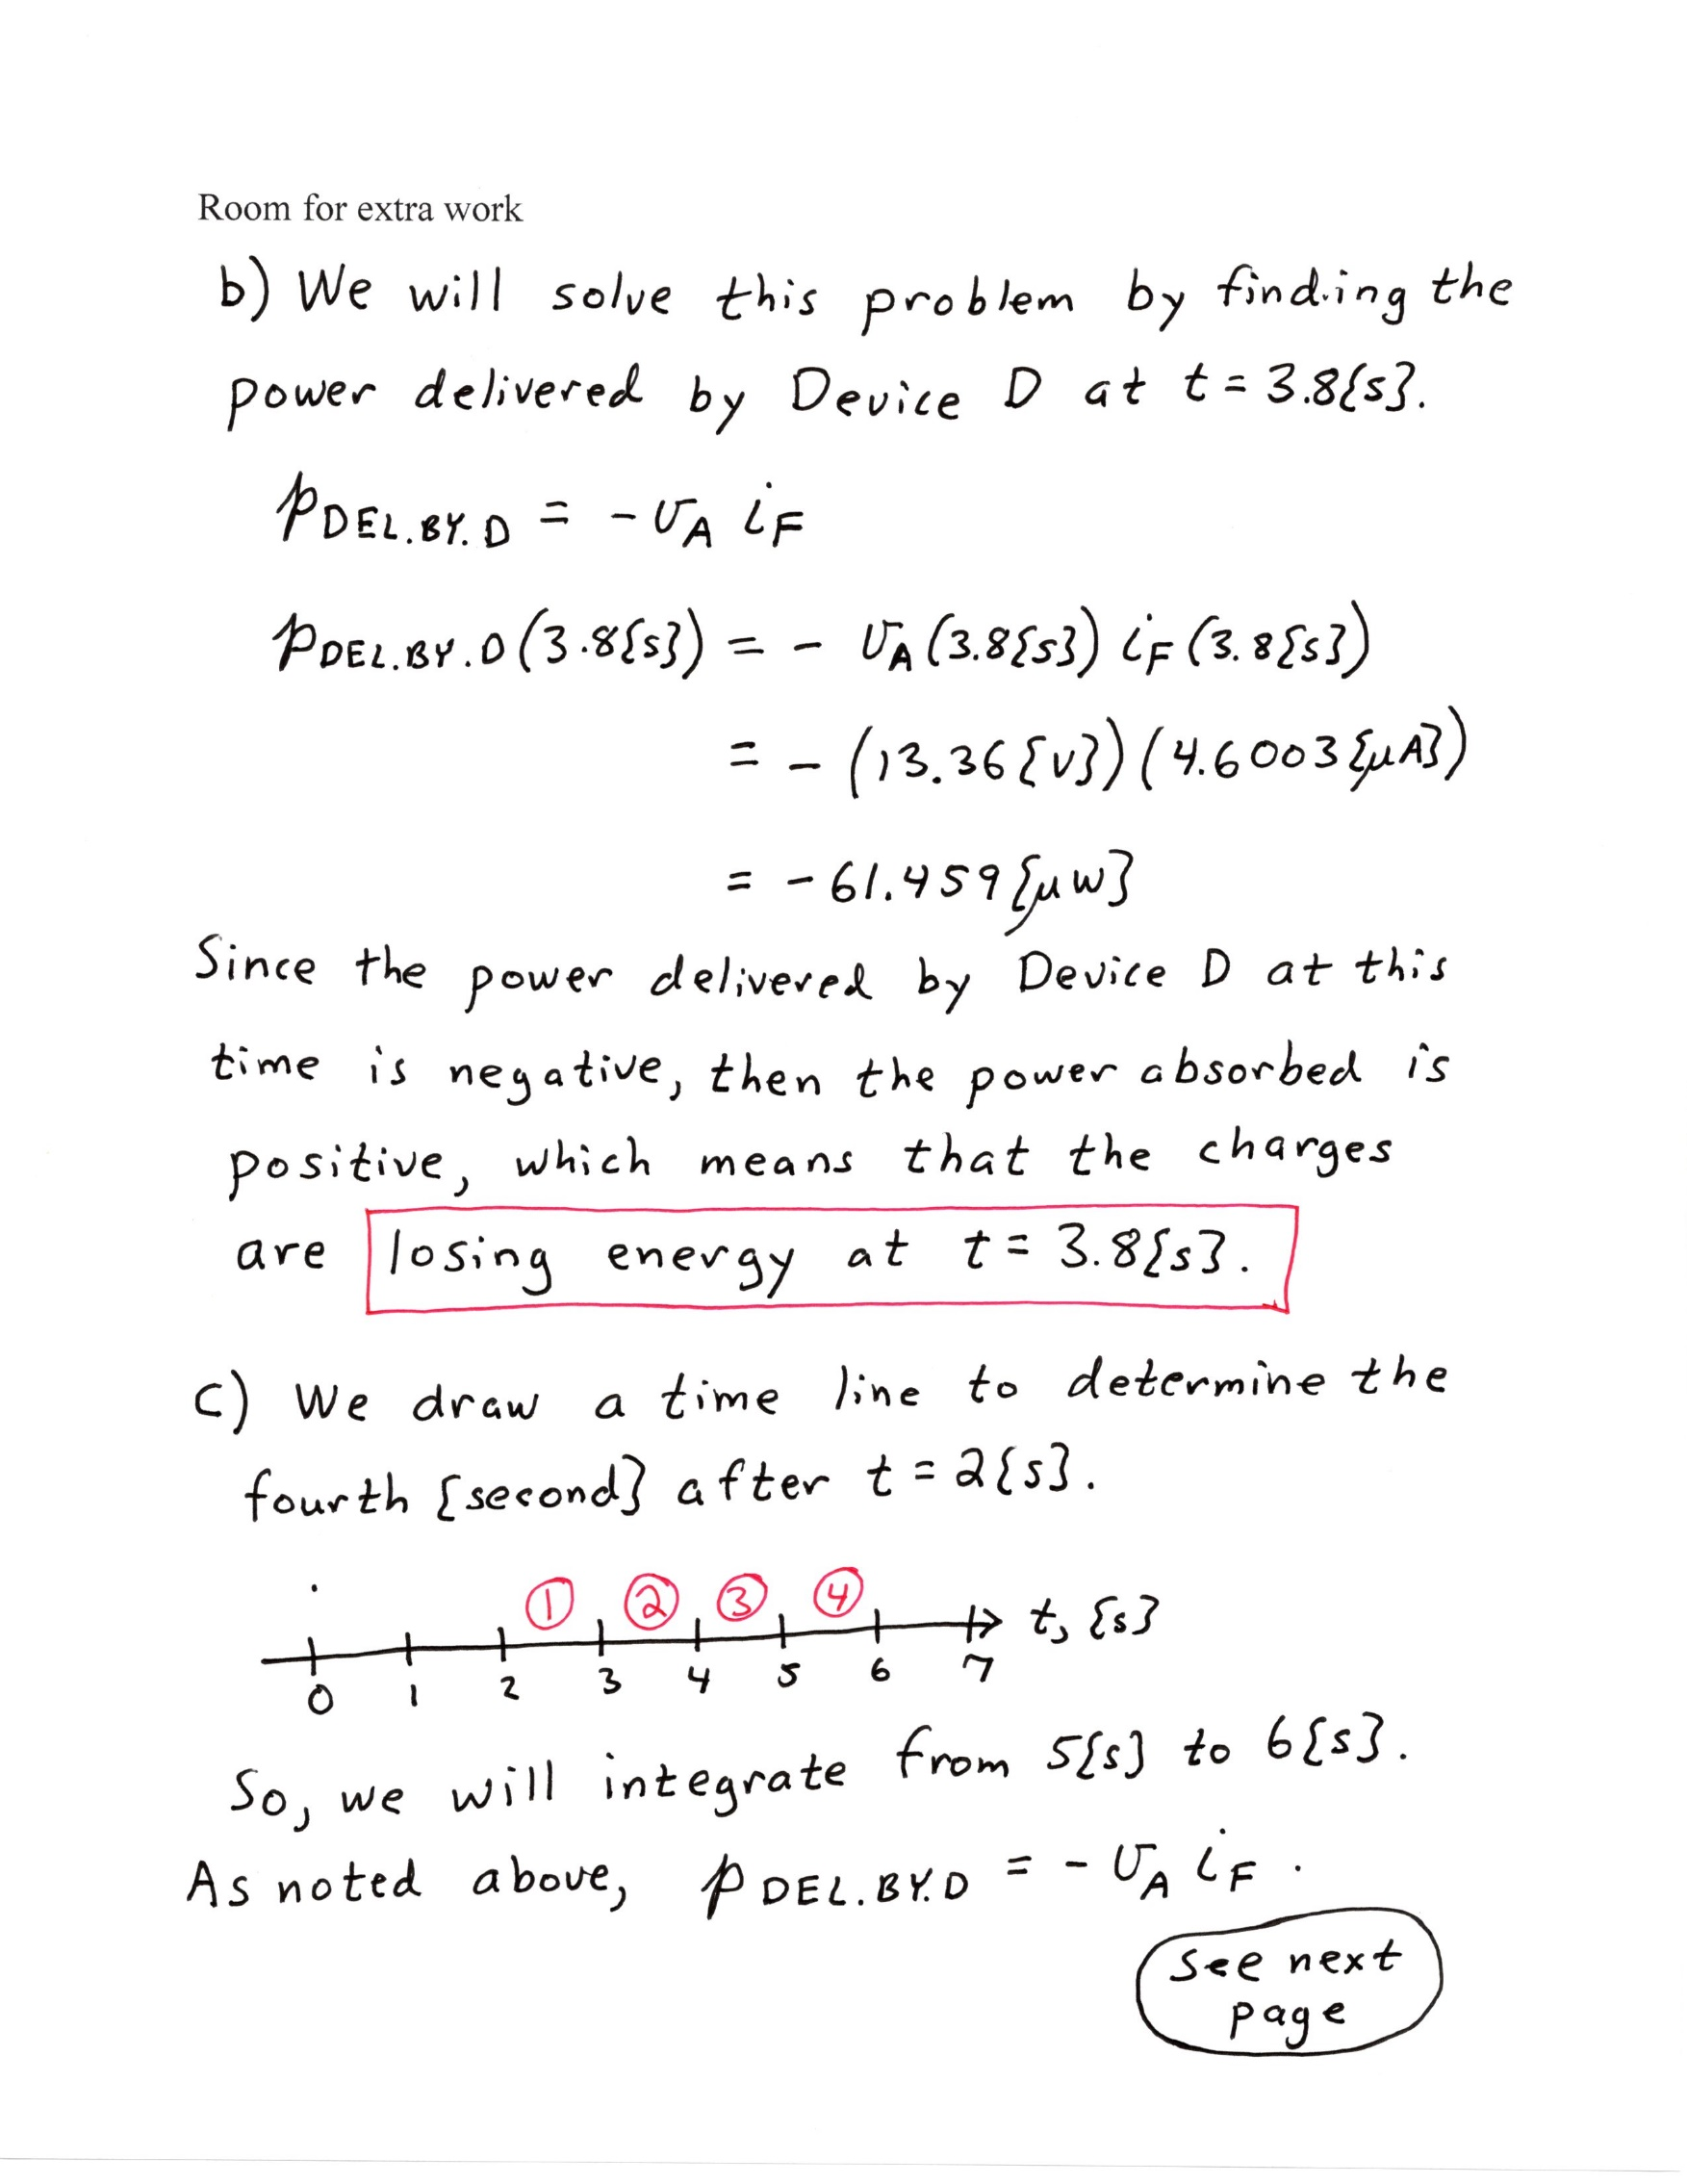 Room for extra work
b) We will solve this problem by finding the
power delivered by Device D at t = 3.8{s}.
pDEL.BY.D = -vA iF
pDEL.BY.D(3.8{s}) = - vA(3.8{s}) iF(3.8{s})
= - (13.36{V})(4.6003{μA})
= -61.459{μW}
Since the power delivered by Device D at this
time is negative, then the power absorbed is
positive, which means that the charges
are losing energy at t = 3.8{s}.
c) We draw a time line to determine the
fourth {second} after t = 2{s}.
① ② ③ ④
t, {s}
0 1 2 3 4 5 6 7
So, we will integrate from 5{s} to 6{s}.
As noted above, pDEL.BY.D = -vA iF.
see next
page